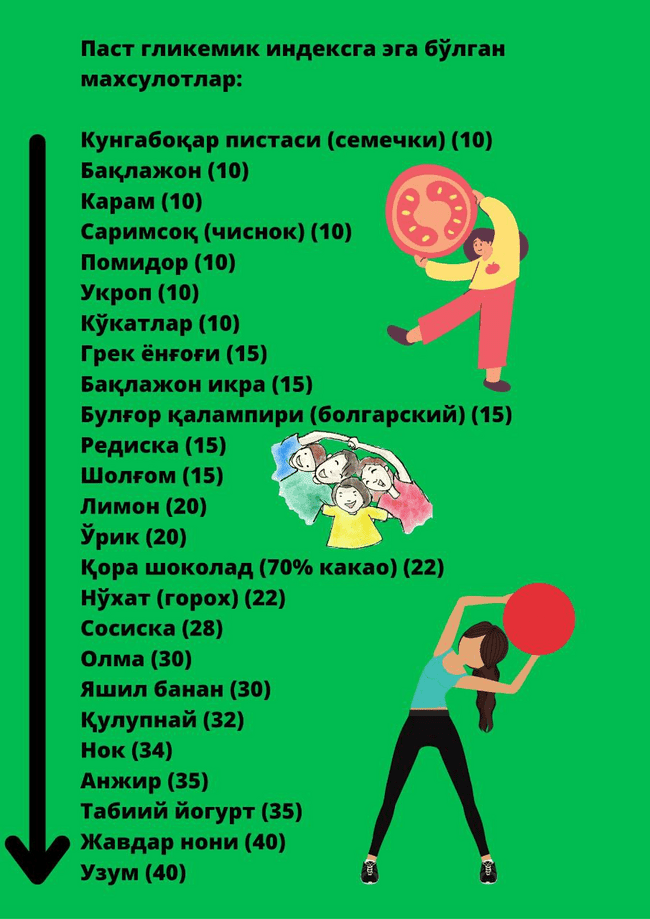 Паст гликемик индексга эга бўлган
махсулотлар:
Кунгабоқар пистаси (семечки) (10)
Бақлажон (10)
Карам (10)
Саримсоқ (чиснок) (10)
Помидор (10)
Укроп (10)
Кўкатлар (10)
Грек ёнғоғи (15)
Бақлажон икра (15)
Булғор қалампири (болгарский) (15)
Редиска (15)
Шолғом (15)
Лимон (20)
Ўрик (20)
Қора шоколад (70% какао) (22)
Нўхат (горох) (22)
Сосиска (28)
Олма (30)
Яшил банан (30)
Қулупнай (32)
Нок (34)
Анжир (35)
Табиий йогурт (35)
Жавдар нони (40)
Узум (40)